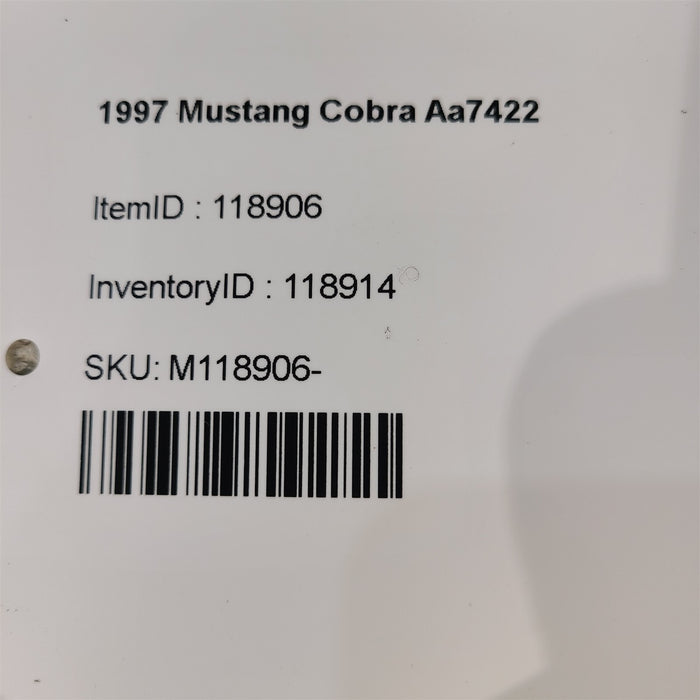 1997 Mustang Cobra Aa7422
ItemID : 118906
InventoryID : 118914
SKU: M118906-